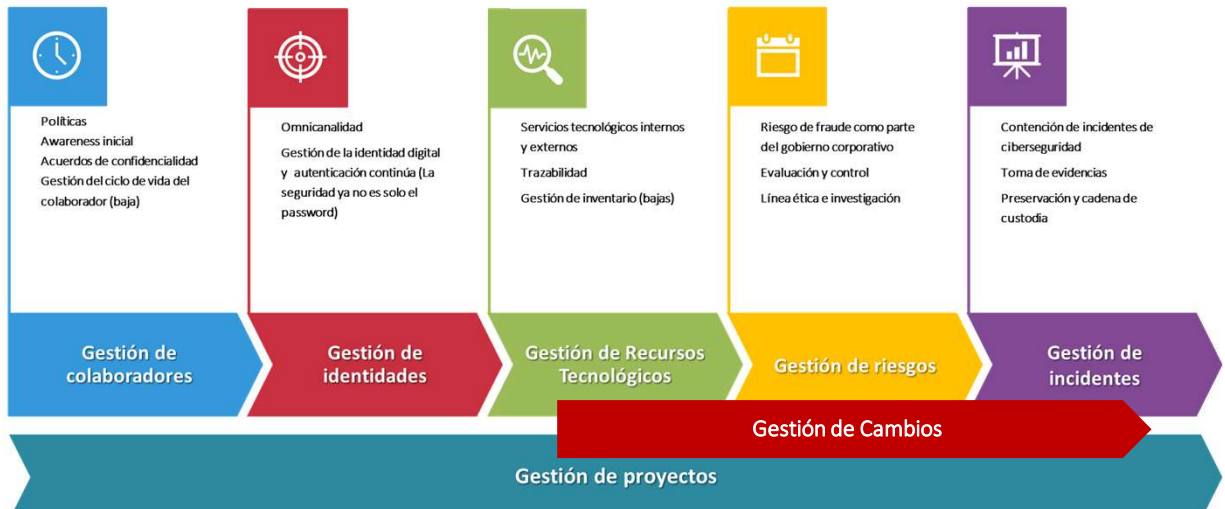 Políticas
Awareness inicial
Acuerdos de confidencialidad
Gestión del ciclo de vida del
colaborador (baja)
Omnicanalidad
Gestión de la identidad digital
y autenticación continúa (La
seguridad ya no es solo el
password)
Servicios tecnológicos internos
y externos
Trazabilidad
Gestión de inventario (bajas)
Riesgo de fraude como parte
del gobierno corporativo
Evaluación y control
Línea ética e investigación
Contención de incidentes de
ciberseguridad
Toma de evidencias
Preservación y cadena de
custodia
Gestión de
colaboradores
Gestión de
identidades
Gestión de Recursos
Tecnológicos
Gestión de riesgos
Gestión de
incidentes
Gestión de Cambios
Gestión de proyectos